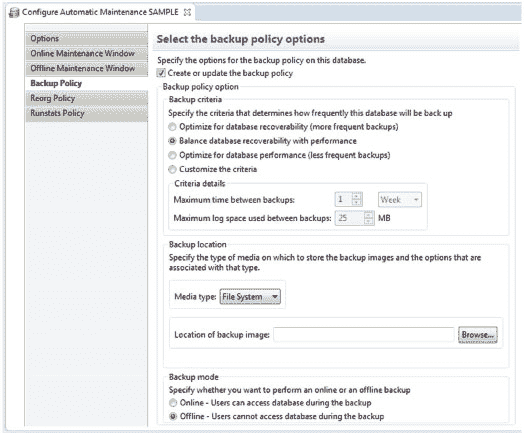 Configure Automatic Maintenance SAMPLE
Options
Online Maintenance Window
Offline Maintenance Window
Backup Policy
Reorg Policy
Runstats Policy
Select the backup policy options
Specify the options for the backup policy on this database.
Create or update the backup policy
Backup policy option
Backup criteria
Specify the criteria that determines how frequently this database will be back up
Optimize for database recoverability (more frequent backups)
Balance database recoverability with performance
Optimize for database performance (less frequent backups)
Customize the criteria
Criteria details
Maximum time between backups: 1 Week
Maximum log space used between backups: 25 MB
Backup location
Specify the type of media on which to store the backup images and the options that are
associated with that type.
Media type: File System
Location of backup image: Browse...
Backup mode
Specify whether you want to perform an online or an offline backup
Online - Users can access database during the backup
Offline - Users cannot access database during the backup